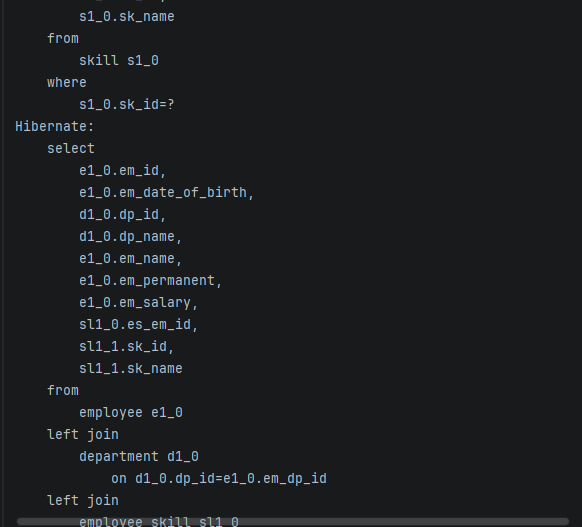 s1_0.sk_name
from
skill s1_0
where
s1_0.sk_id=?
Hibernate:
select
e1_0.em_id,
e1_0.em_date_of_birth,
d1_0.dp_id,
d1_0.dp_name,
e1_0.em_name,
e1_0.em_permanent,
e1_0.em_salary,
sl1_0.es_em_id,
sl1_1.sk_id,
sl1_1.sk_name
from
employee e1_0
left join
department d1_0
on d1_0.dp_id=e1_0.em_dp_id
left join
employee_skill sl1_0